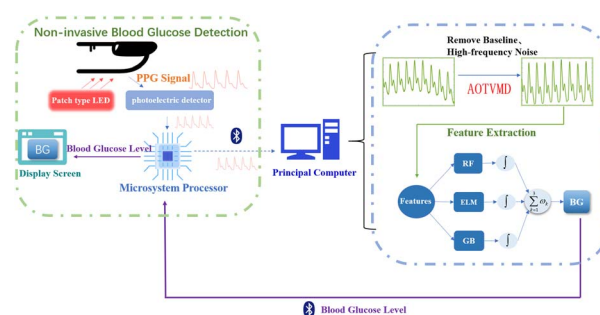 Non-invasive Blood Glucose Detection
PPG Signal
Patch type LED
photoelectric detector
BG
Blood Glucose Level
Display Screen
Microsystem Processor
Principal Computer
Remove Baseline、
High-frequency Noise
AOTVMD
Feature Extraction
Features
RF
∫
ELM
∫
GB
∫
BG
Blood Glucose Level